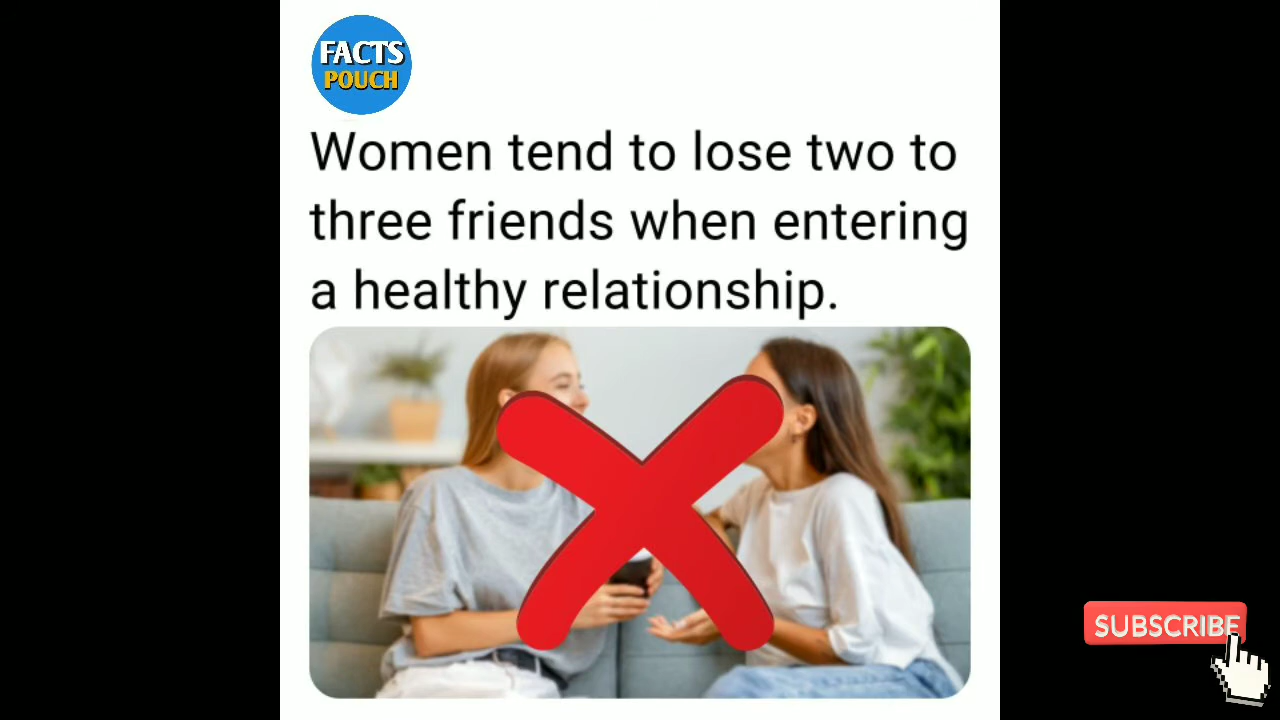 FACTS
POUCH
Women tend to lose two to
three friends when entering
a healthy relationship.
SUBSCRIBE